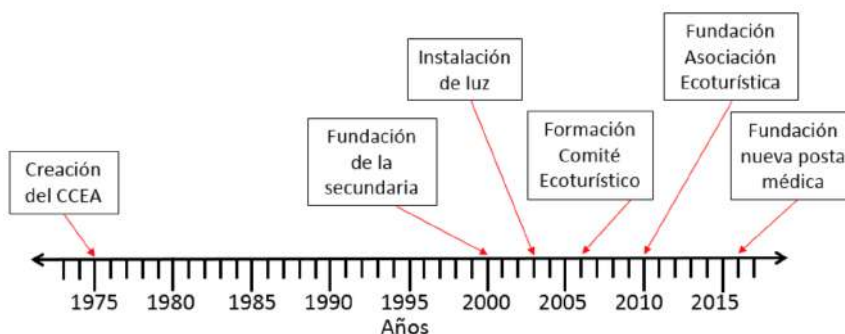 Creación
del CCEA
Fundación
de la
secundaria
Instalación
de luz
Formación
Comité
Ecoturístico
Fundación
Asociación
Ecoturística
Fundación
nueva posta
médica
1975 1980 1985 1990 1995 2000 2005 2010 2015
Años